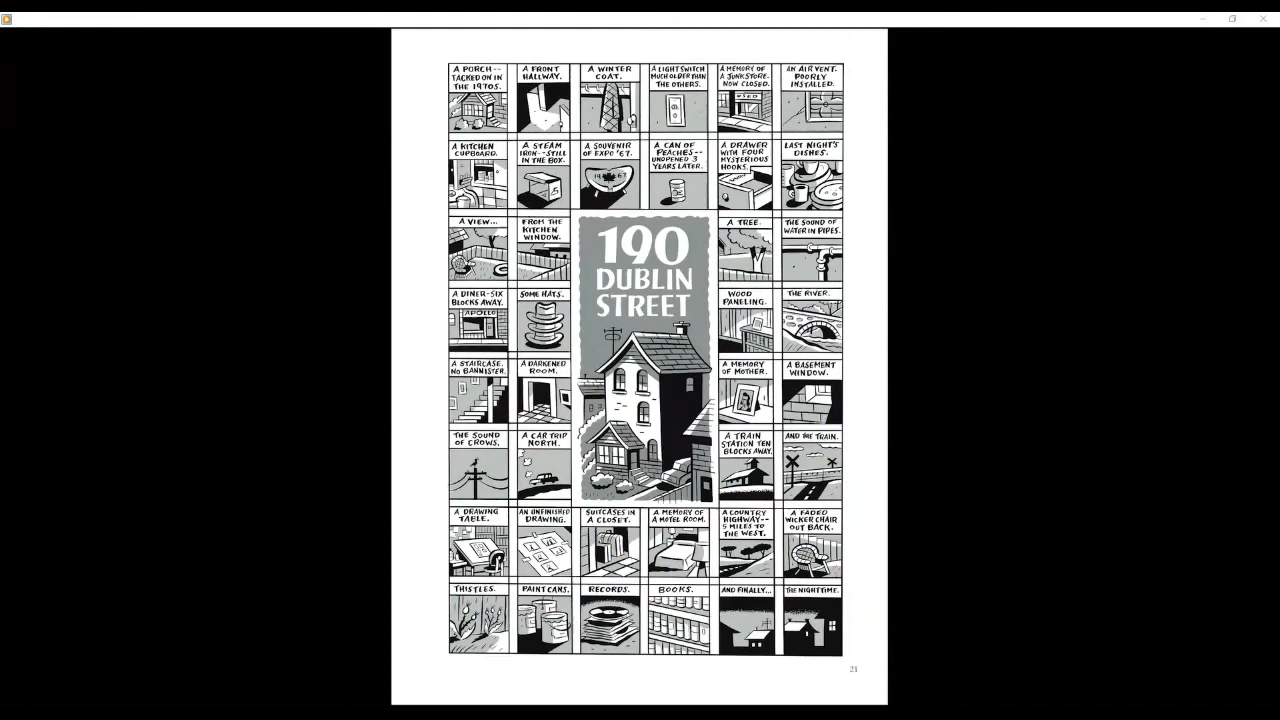 A PORCH--
TACKED ON IN
THE 1970S.
A FRONT
HALLWAY.
A WINTER
COAT.
A LIGHT SWITCH
MUCH OLDER THAN
THE OTHERS.
A MEMORY OF
A JUNK STORE-
NOW CLOSED.
USED
AN AIR VENT.
POORLY
INSTALLED.
A KITCHEN
CUPBOARD.
A STEAM
IRON--STILL
IN THE BOX.
A SOUVENIR
OF EXPO '67.
19 67
A CAN OF
PEACHES--
UNOPENED 3
YEARS LATER.
A DRAWER
WITH FOUR
MYSTERIOUS
HOOKS.
LAST NIGHT'S
DISHES.
A VIEW...
FROM THE
KITCHEN
WINDOW.
190
DUBLIN
STREET
A TREE.
THE SOUND OF
WATER IN PIPES.
A DINER-SIX
BLOCKS AWAY.
APOLLO
SOME HATS.
WOOD
PANELING.
THE RIVER.
A STAIRCASE.
NO BANNISTER.
A DARKENED
ROOM.
A MEMORY
OF MOTHER.
A BASEMENT
WINDOW.
THE SOUND
OF CROWS.
A CAR TRIP
NORTH.
A TRAIN
STATION TEN
BLOCKS AWAY.
AND THE TRAIN.
A DRAWING
TABLE.
AN UNFINISHED
DRAWING.
SUITCASES IN
A CLOSET.
A MEMORY OF
A MOTEL ROOM.
A COUNTRY
HIGHWAY--
5 MILES TO
THE WEST.
A FADED
WICKER CHAIR
OUT BACK.
THISTLES.
PAINT CANS.
RECORDS.
BOOKS.
AND FINALLY...
THE NIGHTTIME.
21